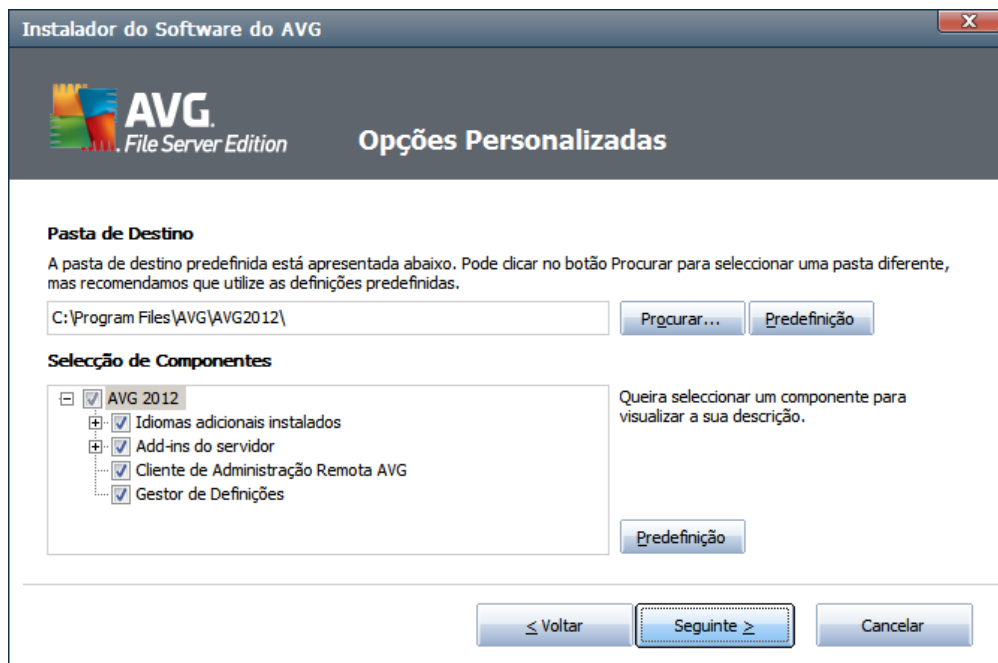 Instalador do Software do AVG
X
AVG.
File Server Edition
Opções Personalizadas
Pasta de Destino
A pasta de destino predefinida está apresentada abaixo. Pode clicar no botão Procurar para seleccionar uma pasta diferente,
mas recomendamos que utilize as definições predefinidas.
C:\Program Files\AVG\AVG2012\
Procurar...
Predefinição
Selecção de Componentes
AVG 2012
Idiomas adicionais instalados
Add-ins do servidor
Cliente de Administração Remota AVG
Gestor de Definições
Queira seleccionar um componente para
visualizar a sua descrição.
Predefinição
< Voltar
Seguinte >
Cancelar